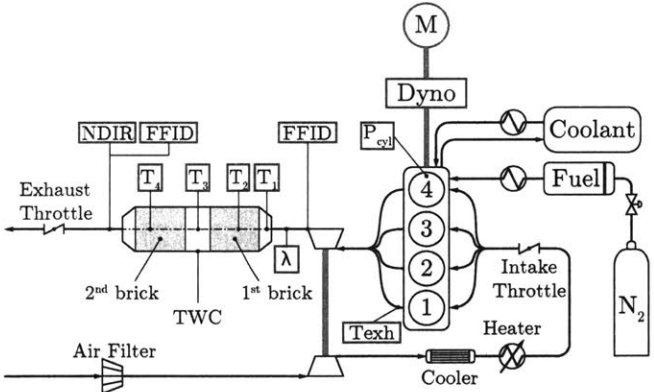 M
Dyno
Coolant
NDIR FFID FFID
P cyl
T4 T3 T2 T1
4
Fuel
Exhaust
Throttle
3
λ
2
Intake
Throttle
2nd brick 1st brick
1
N2
TWC
Texh
Heater
Air Filter
Cooler